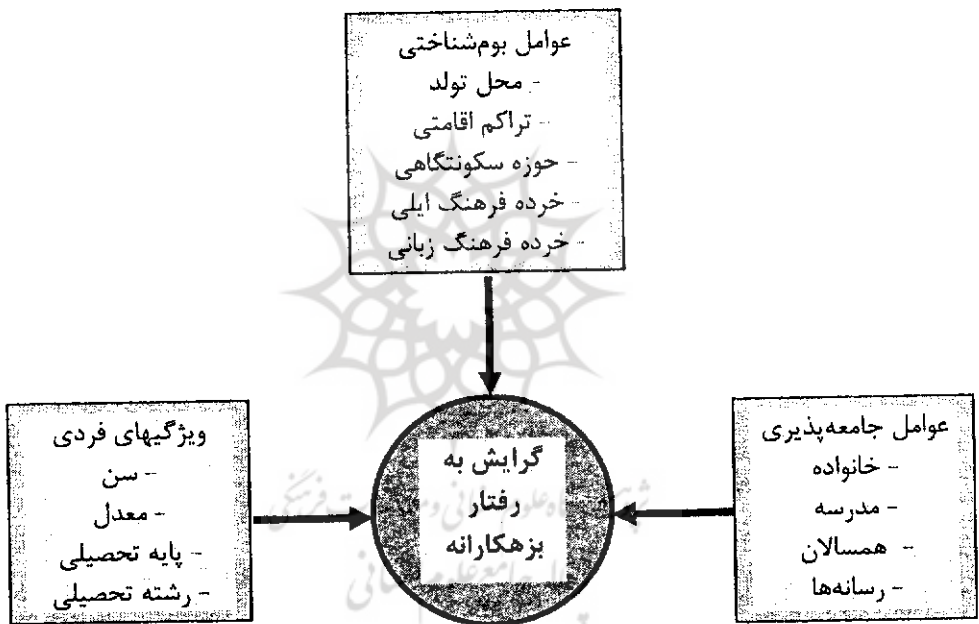 عوامل بوم‌شناختی
- محل تولد
- تراکم اقامتی
- حوزه سکونتگاهی
- خرده فرهنگ ایلی
- خرده فرهنگ زبانی
عوامل جامعه‌پذیری
- خانواده
- مدرسه
- همسالان
- رسانه‌ها
گرایش به
رفتار
بزهکارانه
ویژگیهای فردی
- سن
- معدل
- پایه تحصیلی
- رشته تحصیلی